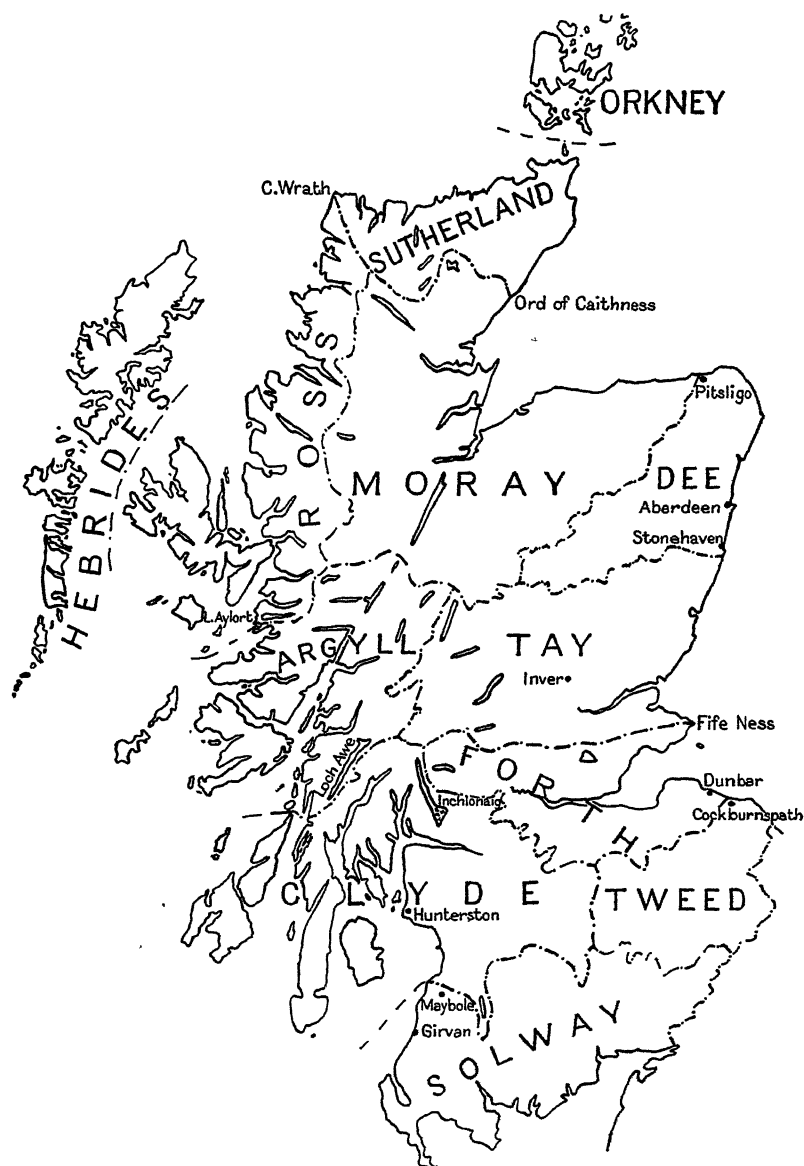 ORKNEY
C.Wrath
SUTHERLAND
Ord of Caithness
ROSS
Pitsligo
HEBRIDES
MORAY
DEE
Aberdeen
Stonehaven
L.Aylort
ARGYLL
TAY
Inver
Fife Ness
Loch Awe
FORTH
Dunbar
Inchlonaig
Cockburnspath
CLYDE
TWEED
Hunterston
Maybole
Girvan
SOLWAY